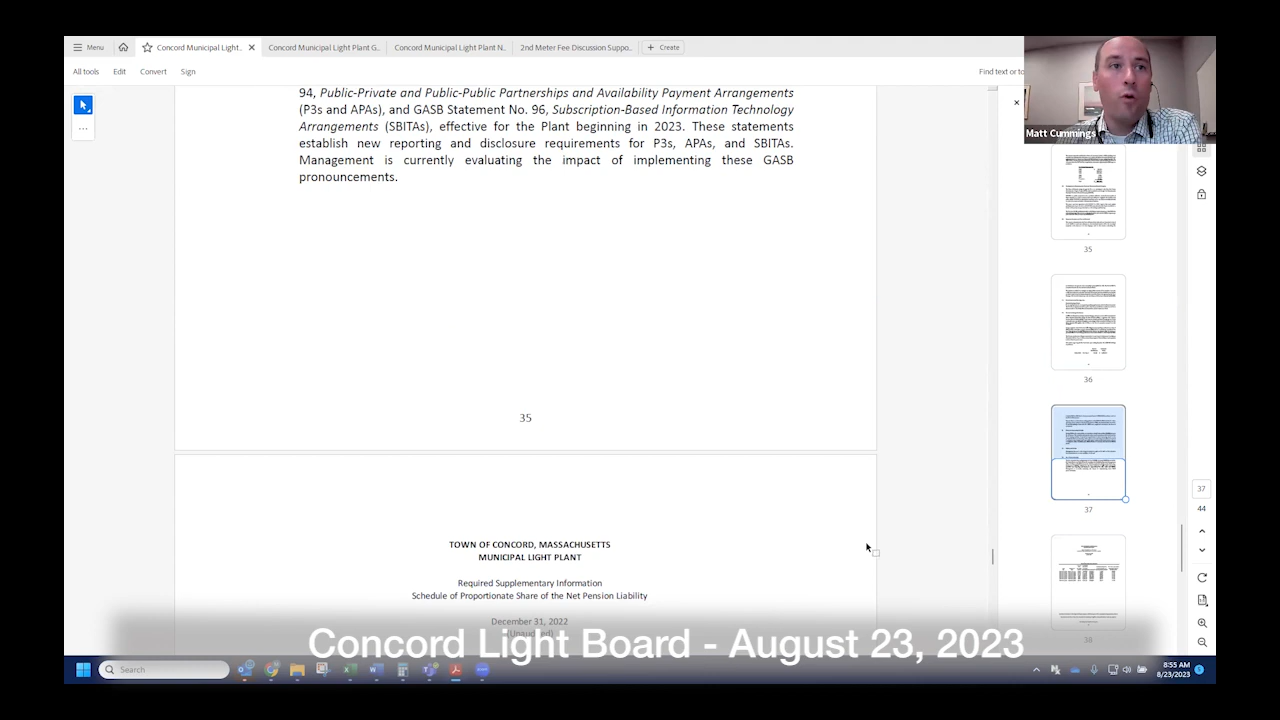 Menu
Concord Municipal Light...
Concord Municipal Light Plant G...
Concord Municipal Light Plant N...
2nd Meter Fee Discussion Suppo...
Create
All tools Edit Convert Sign
Find text or to
94, Public-Private and Public-Public Partnerships and Availability Payment Arrangements
(P3s and APAs), and GASB Statement No. 96, Subscription-Based Information Technology
Arrangements (SBITAs), effective for the Plant beginning in 2023. These statements
establish new reporting and disclosure requirements for P3s, APAs, and SBITAs.
Management is currently evaluating the impact of implementing these GASB
pronouncements.
35
TOWN OF CONCORD, MASSACHUSETTS
MUNICIPAL LIGHT PLANT
Required Supplementary Information
Schedule of Proportionate Share of the Net Pension Liability
December 31, 2022
Matt Cummings
35
36
37
38
37
44
Concord Light Board - August 23, 2023
Search
8:55 AM
8/23/2023